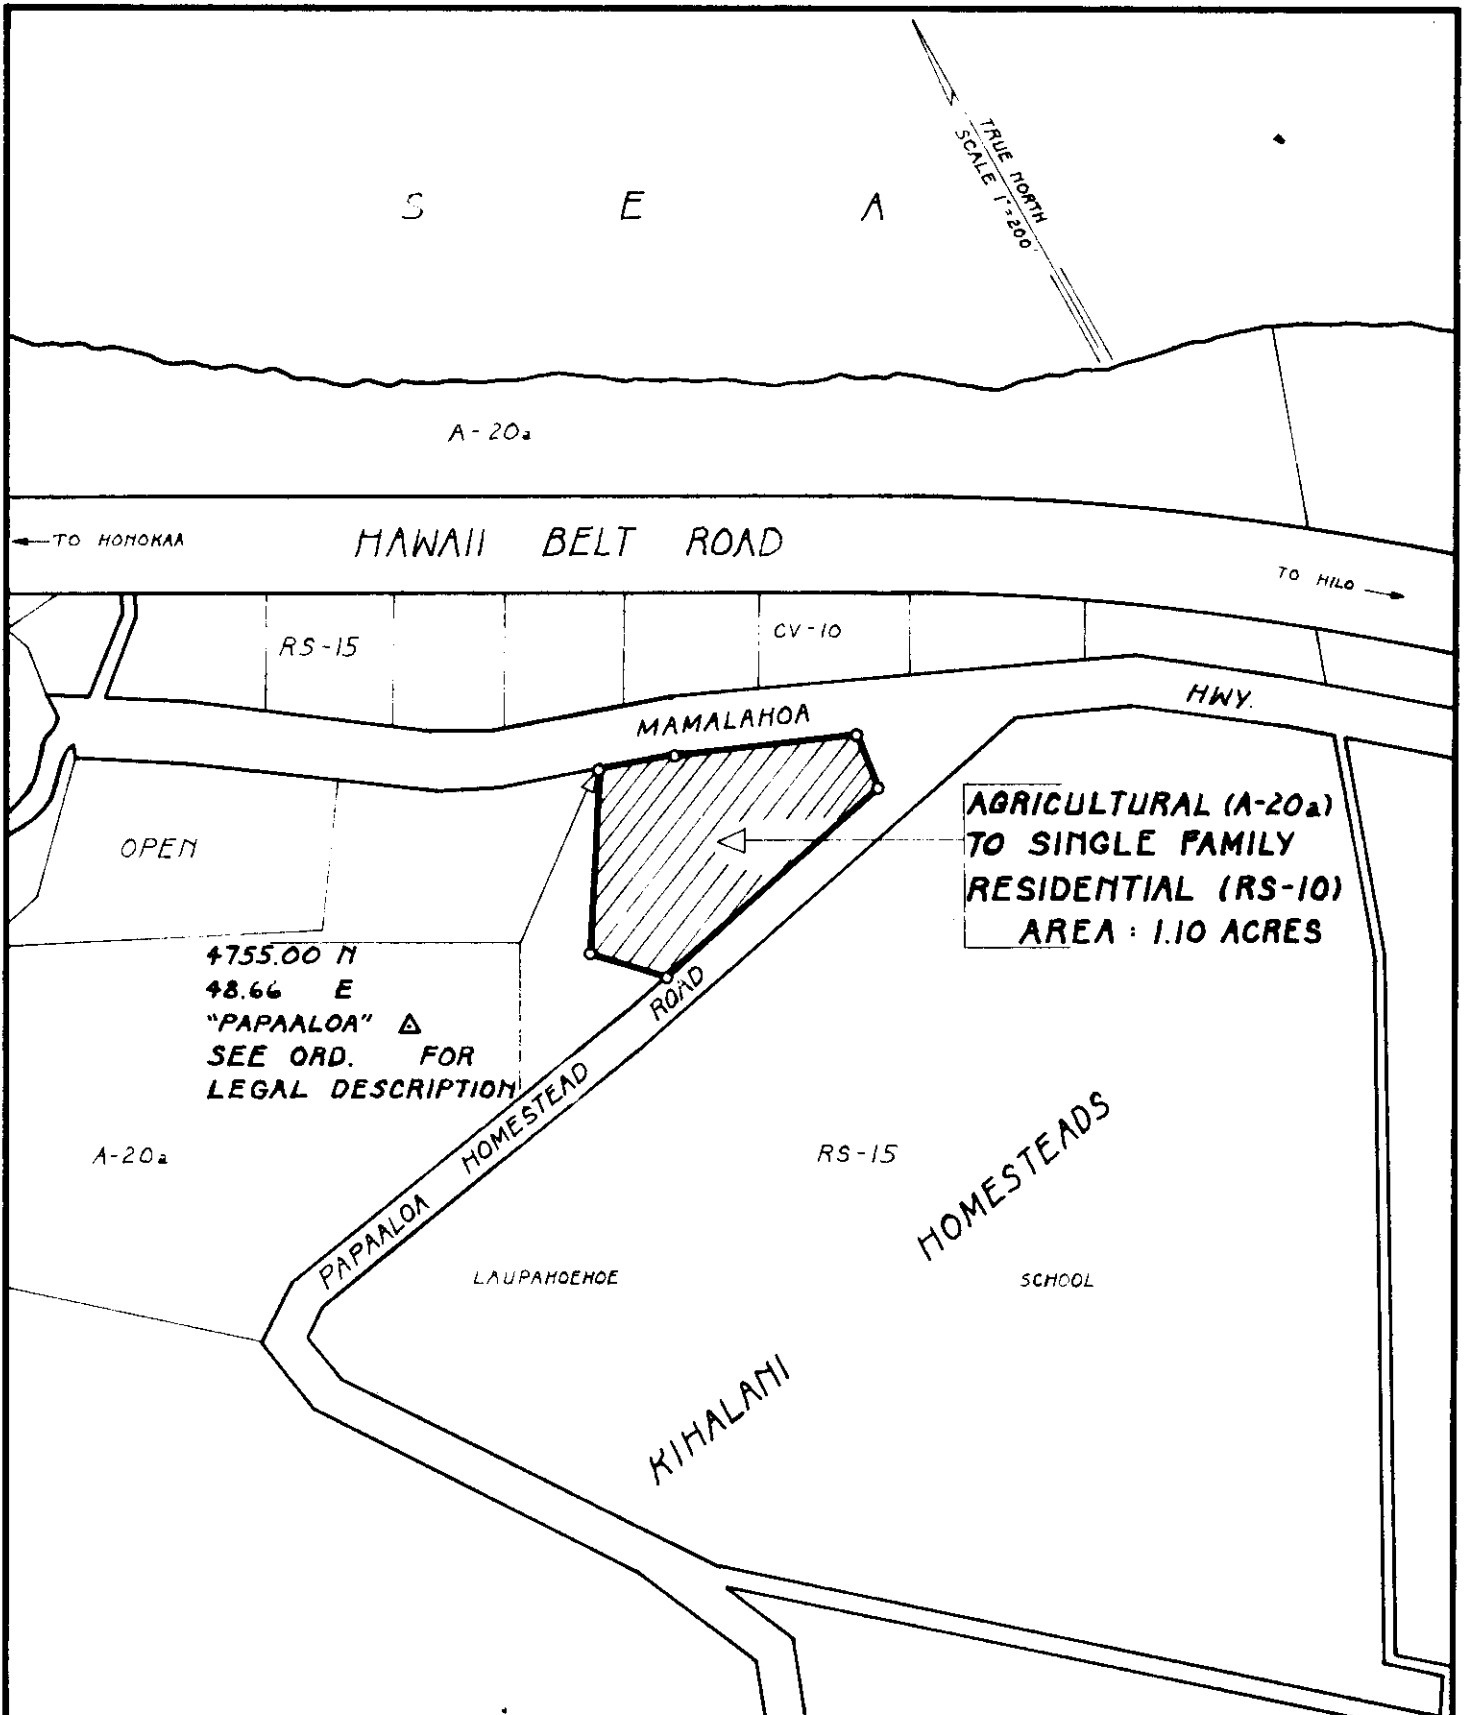 TRUE NORTH
SCALE 1"=200'
S E A
A-20a
TO HONOKAA
HAWAII BELT ROAD
TO HILO
RS-15
CV-10
MAMALAHOA
HWY.
OPEN
AGRICULTURAL (A-20a)
TO SINGLE FAMILY
RESIDENTIAL (RS-10)
AREA : 1.10 ACRES
4755.00 N
48.66 E
"PAPAALOA"
SEE ORD. FOR
LEGAL DESCRIPTION
A-20a
PAPAALOA HOMESTEAD ROAD
RS-15
HOMESTEADS
LAUPAHOEHOE SCHOOL
KIHALANI